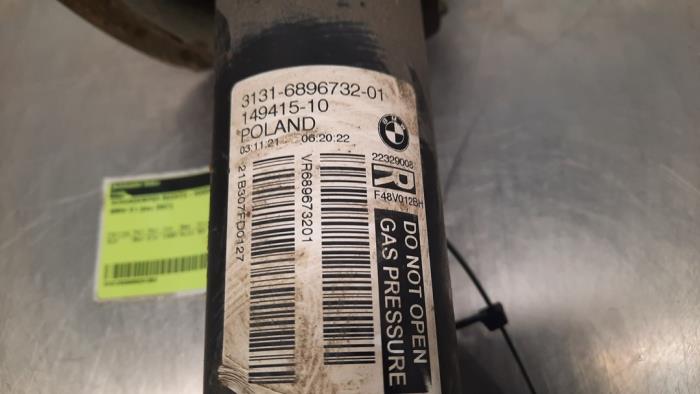 3131-6896732-01
149415-10
POLAND
03.11.21 06:20:22
BMW
22329008
R
F48V012BH
21B307FD0127
VR689673201
DO NOT OPEN
GAS PRESSURE